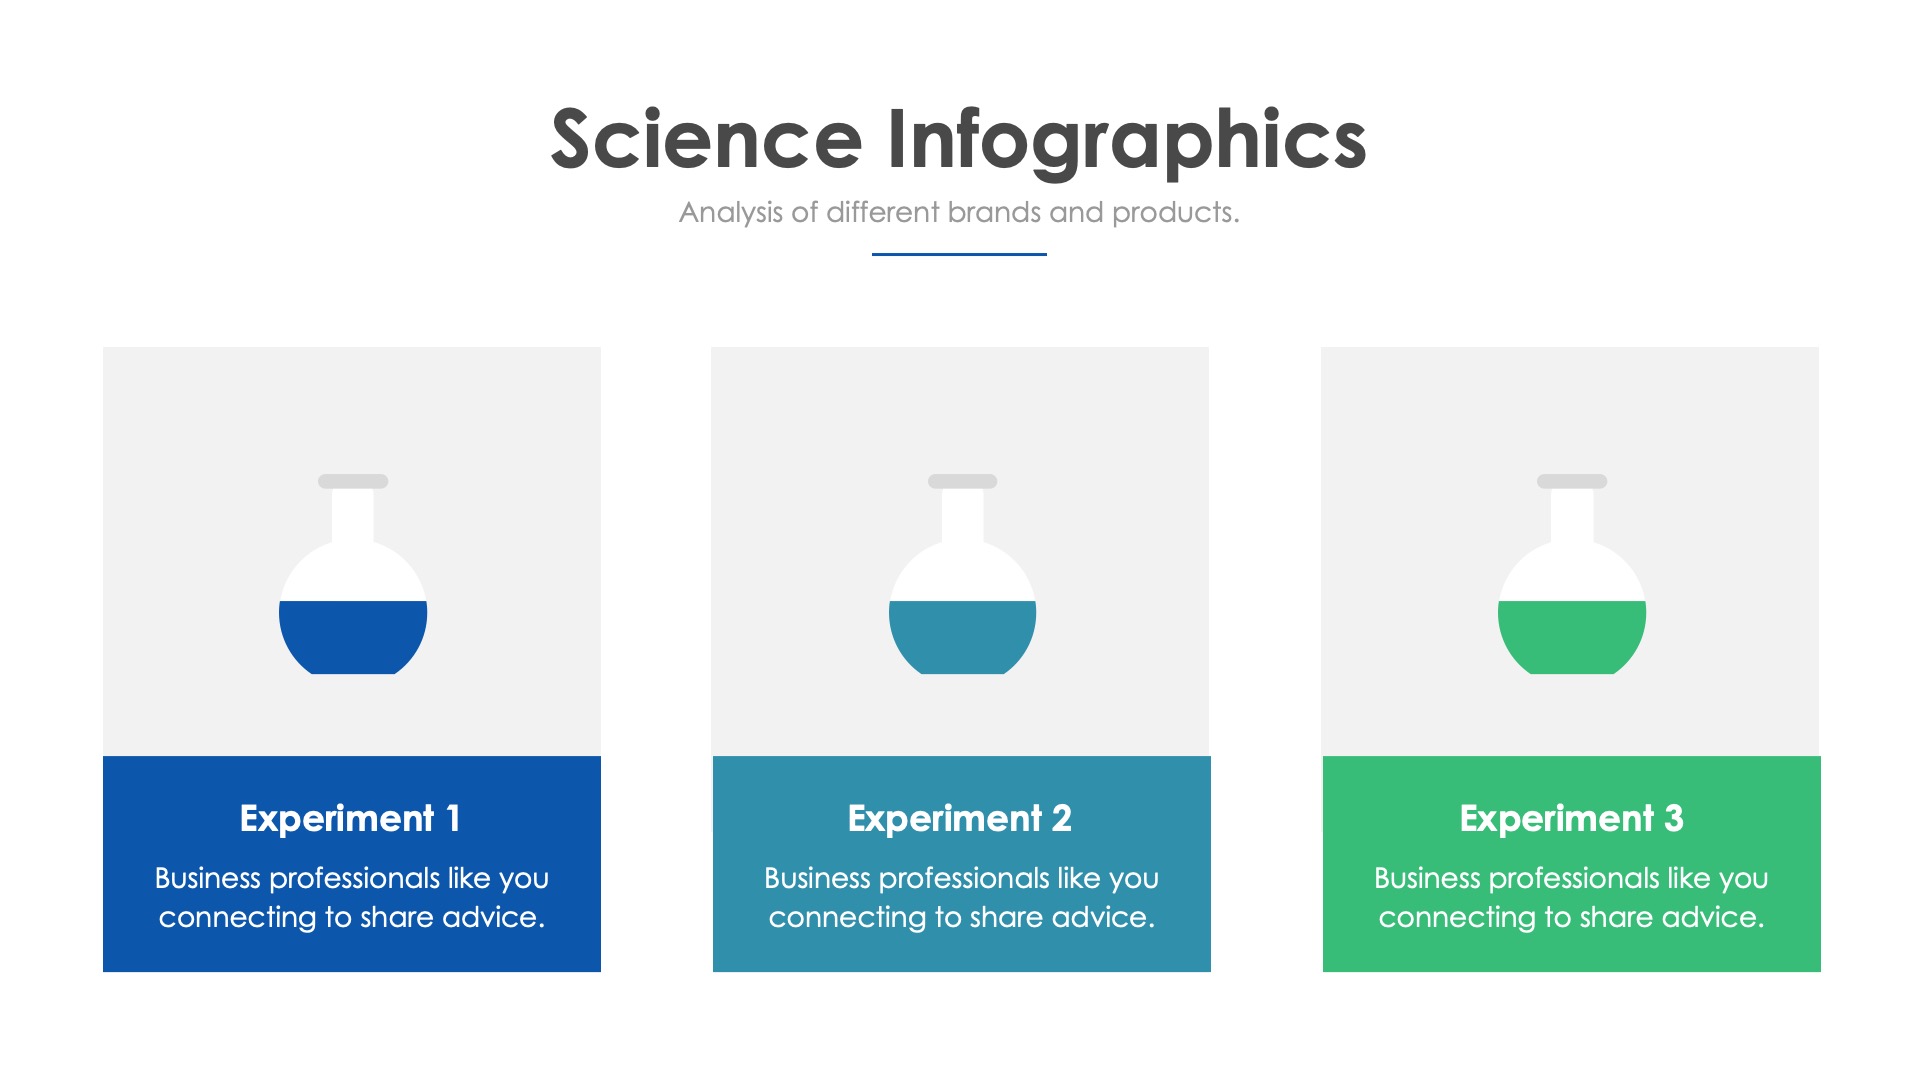 Science Infographics
Analysis of different brands and products.
Experiment 1
Business professionals like you
connecting to share advice.
Experiment 2
Business professionals like you
connecting to share advice.
Experiment 3
Business professionals like you
connecting to share advice.